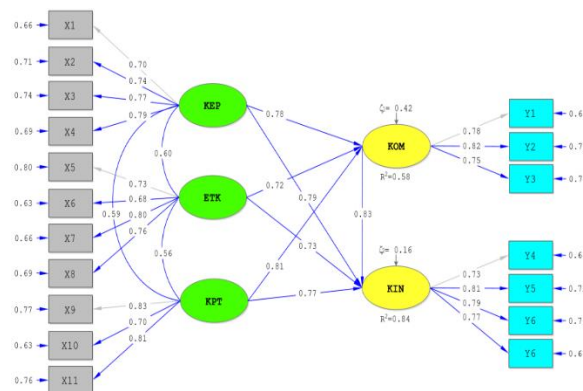 0.66 X1
0.71 X2
0.74 X3
0.69 X4
0.80 X5
0.63 X6
0.66 X7
0.69 X8
0.77 X9
0.63 X10
0.76 X11
0.70
0.74
0.77
0.79
0.73
0.68
0.80
0.76
0.83
0.70
0.81
0.60
0.59
0.56
KEP
ETK
KPT
0.78
0.79
0.72
0.73
0.81
0.77
0.83
ζ= 0.42
KOM
R²=0.58
ζ= 0.16
KIN
R²=0.84
0.78
0.82
0.75
0.73
0.81
0.79
0.77
Y1
Y2
Y3
Y4
Y5
Y6
Y6